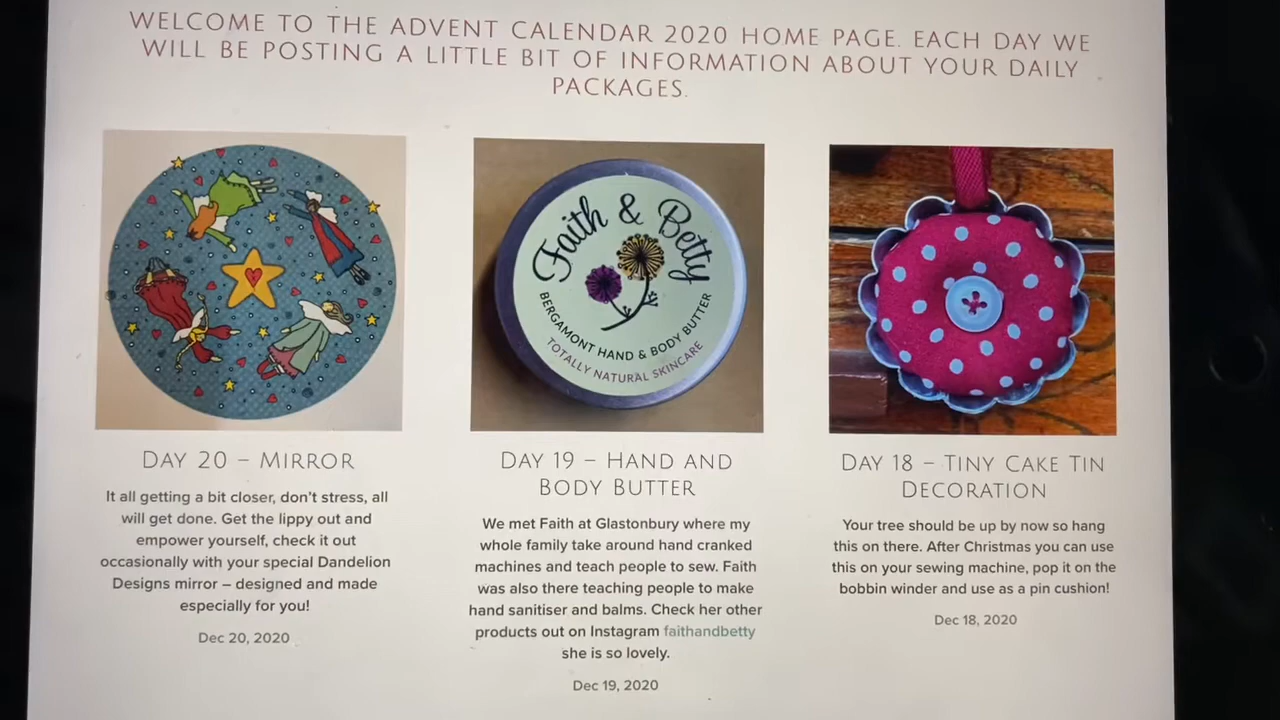 WELCOME TO THE ADVENT CALENDAR 2020 HOME PAGE. EACH DAY WE
WILL BE POSTING A LITTLE BIT OF INFORMATION ABOUT YOUR DAILY
PACKAGES.
Faith & Betty
BERGAMONT HAND & BODY BUTTER
TOTALLY NATURAL SKINCARE
DAY 20 – MIRROR
It all getting a bit closer, don't stress, all
will get done. Get the lippy out and
empower yourself, check it out
occasionally with your special Dandelion
Designs mirror – designed and made
especially for you!
Dec 20, 2020
DAY 19 – HAND AND
BODY BUTTER
We met Faith at Glastonbury where my
whole family take around hand cranked
machines and teach people to sew. Faith
was also there teaching people to make
hand sanitiser and balms. Check her other
products out on Instagram faithandbetty
she is so lovely.
Dec 19, 2020
DAY 18 – TINY CAKE TIN
DECORATION
Your tree should be up by now so hang
this on there. After Christmas you can use
this on your sewing machine, pop it on the
bobbin winder and use as a pin cushion!
Dec 18, 2020